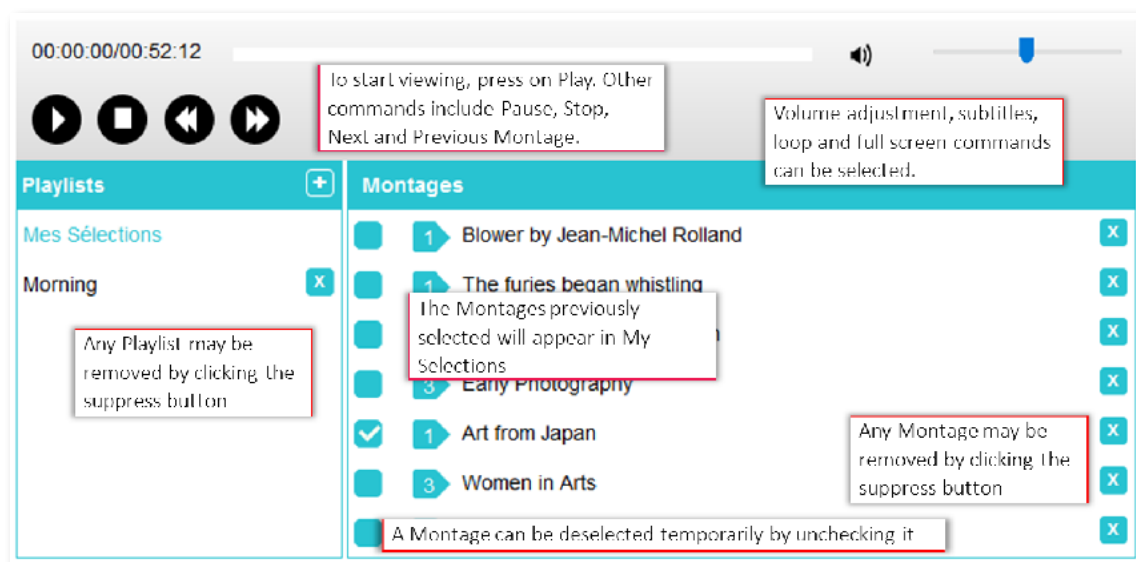 00:00:00/00:52:12
To start viewing, press on Play. Other
commands include Pause, Stop,
Next and Previous Montage.
Volume adjustment, subtitles,
loop and full screen commands
can be selected.
Playlists +
Montages
Mes Sélections
Morning X
Any Playlist may be
removed by clicking the
suppress button
1 Blower by Jean-Michel Rolland X
1 The furies began whistling X
The Montages previously
selected will appear in My
Selections
X
3 Early Photography X
1 Art from Japan X
Any Montage may be
removed by clicking the
suppress button
3 Women in Arts X
A Montage can be deselected temporarily by unchecking it
X